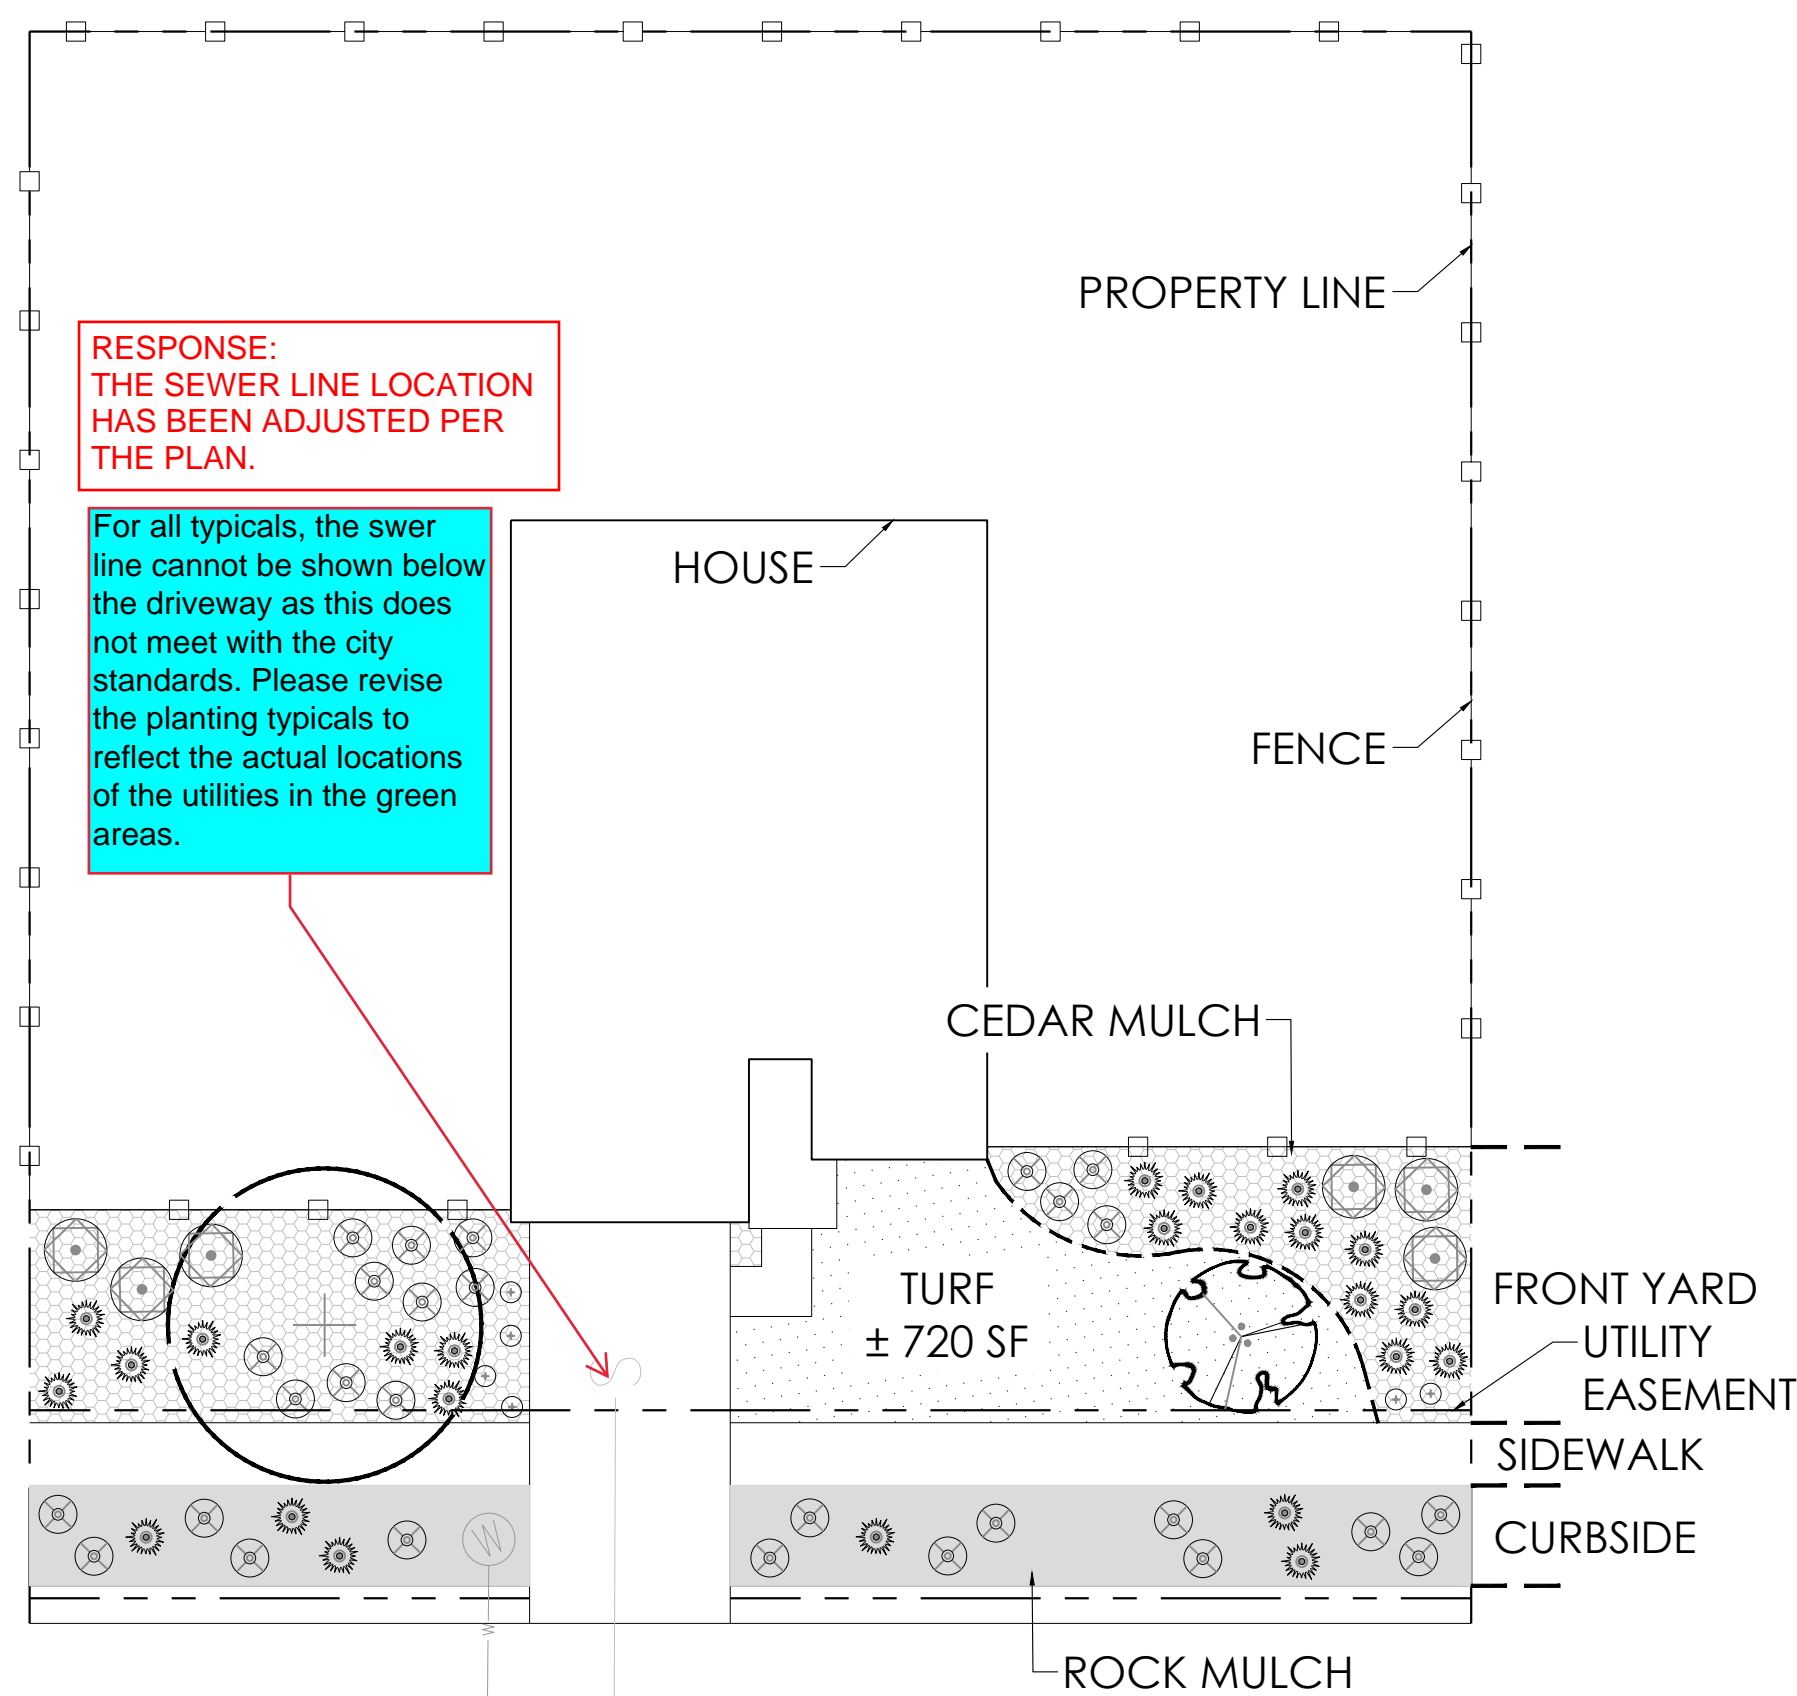 PROPERTY LINE
RESPONSE:
THE SEWER LINE LOCATION
HAS BEEN ADJUSTED PER
THE PLAN.
For all typicals, the swer
line cannot be shown below
the driveway as this does
not meet with the city
standards. Please revise
the planting typicals to
reflect the actual locations
of the utilities in the green
areas.
HOUSE
FENCE
CEDAR MULCH
TURF
± 720 SF
FRONT YARD
UTILITY
EASEMENT
SIDEWALK
CURBSIDE
W
W
ROCK MULCH